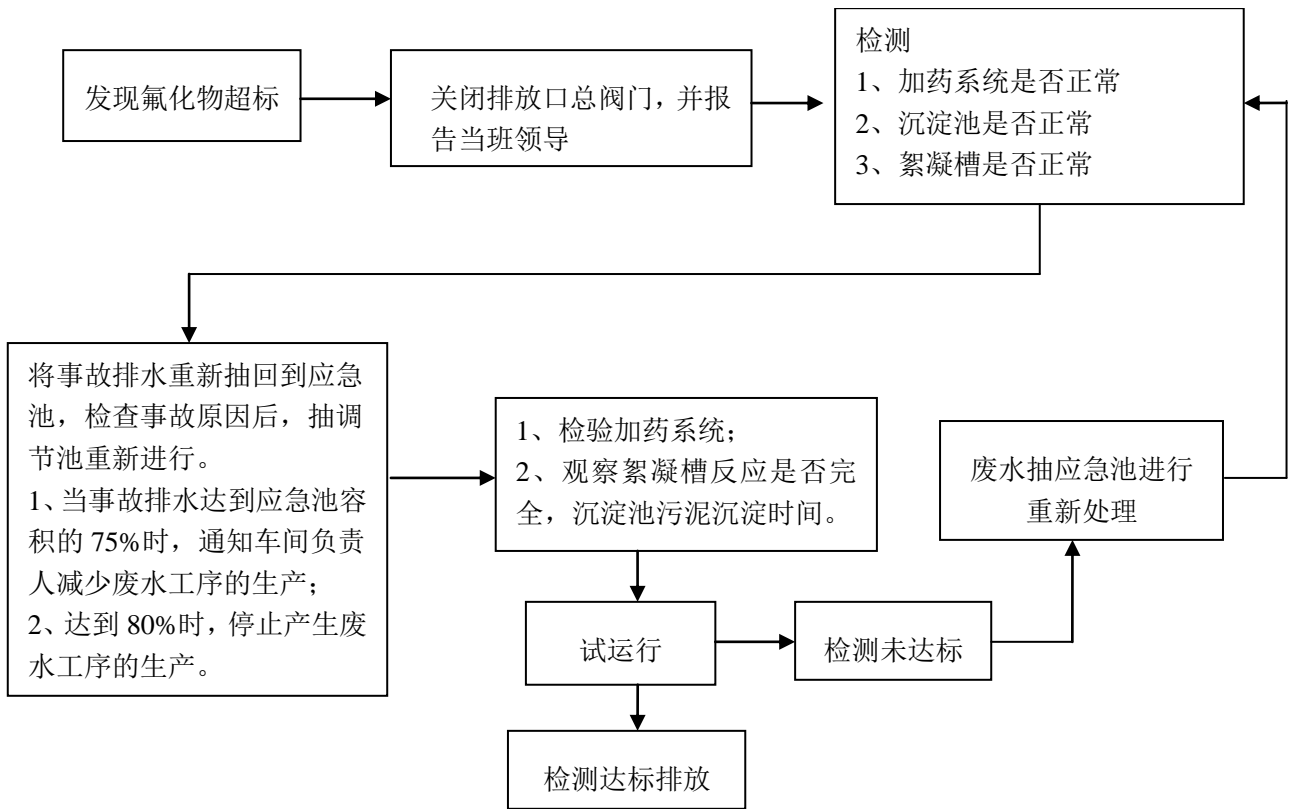 发现氟化物超标
关闭排放口总阀门，并报
告当班领导
检测
1、加药系统是否正常
2、沉淀池是否正常
3、絮凝槽是否正常
将事故排水重新抽回到应急
池，检查事故原因后，抽调
节池重新进行。
1、当事故排水达到应急池容
积的 75%时，通知车间负责
人减少废水工序的生产；
2、达到 80%时，停止产生废
水工序的生产。
1、检验加药系统；
2、观察絮凝槽反应是否完
全，沉淀池污泥沉淀时间。
废水抽应急池进行
重新处理
试运行
检测未达标
检测达标排放